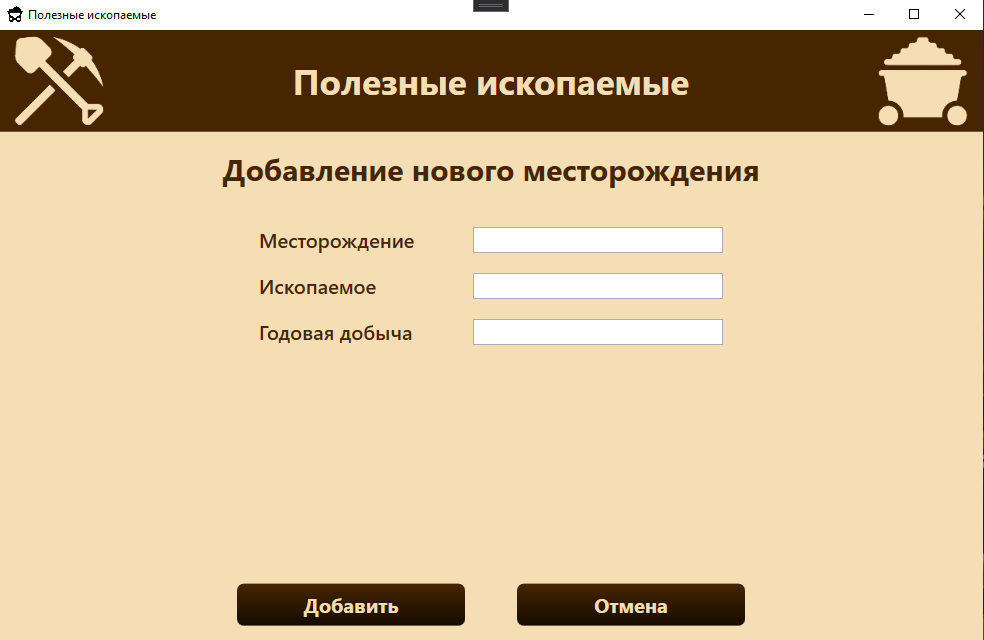 Полезные ископаемые
Полезные ископаемые
Добавление нового месторождения
Месторождение
Ископаемое
Годовая добыча
Добавить
Отмена